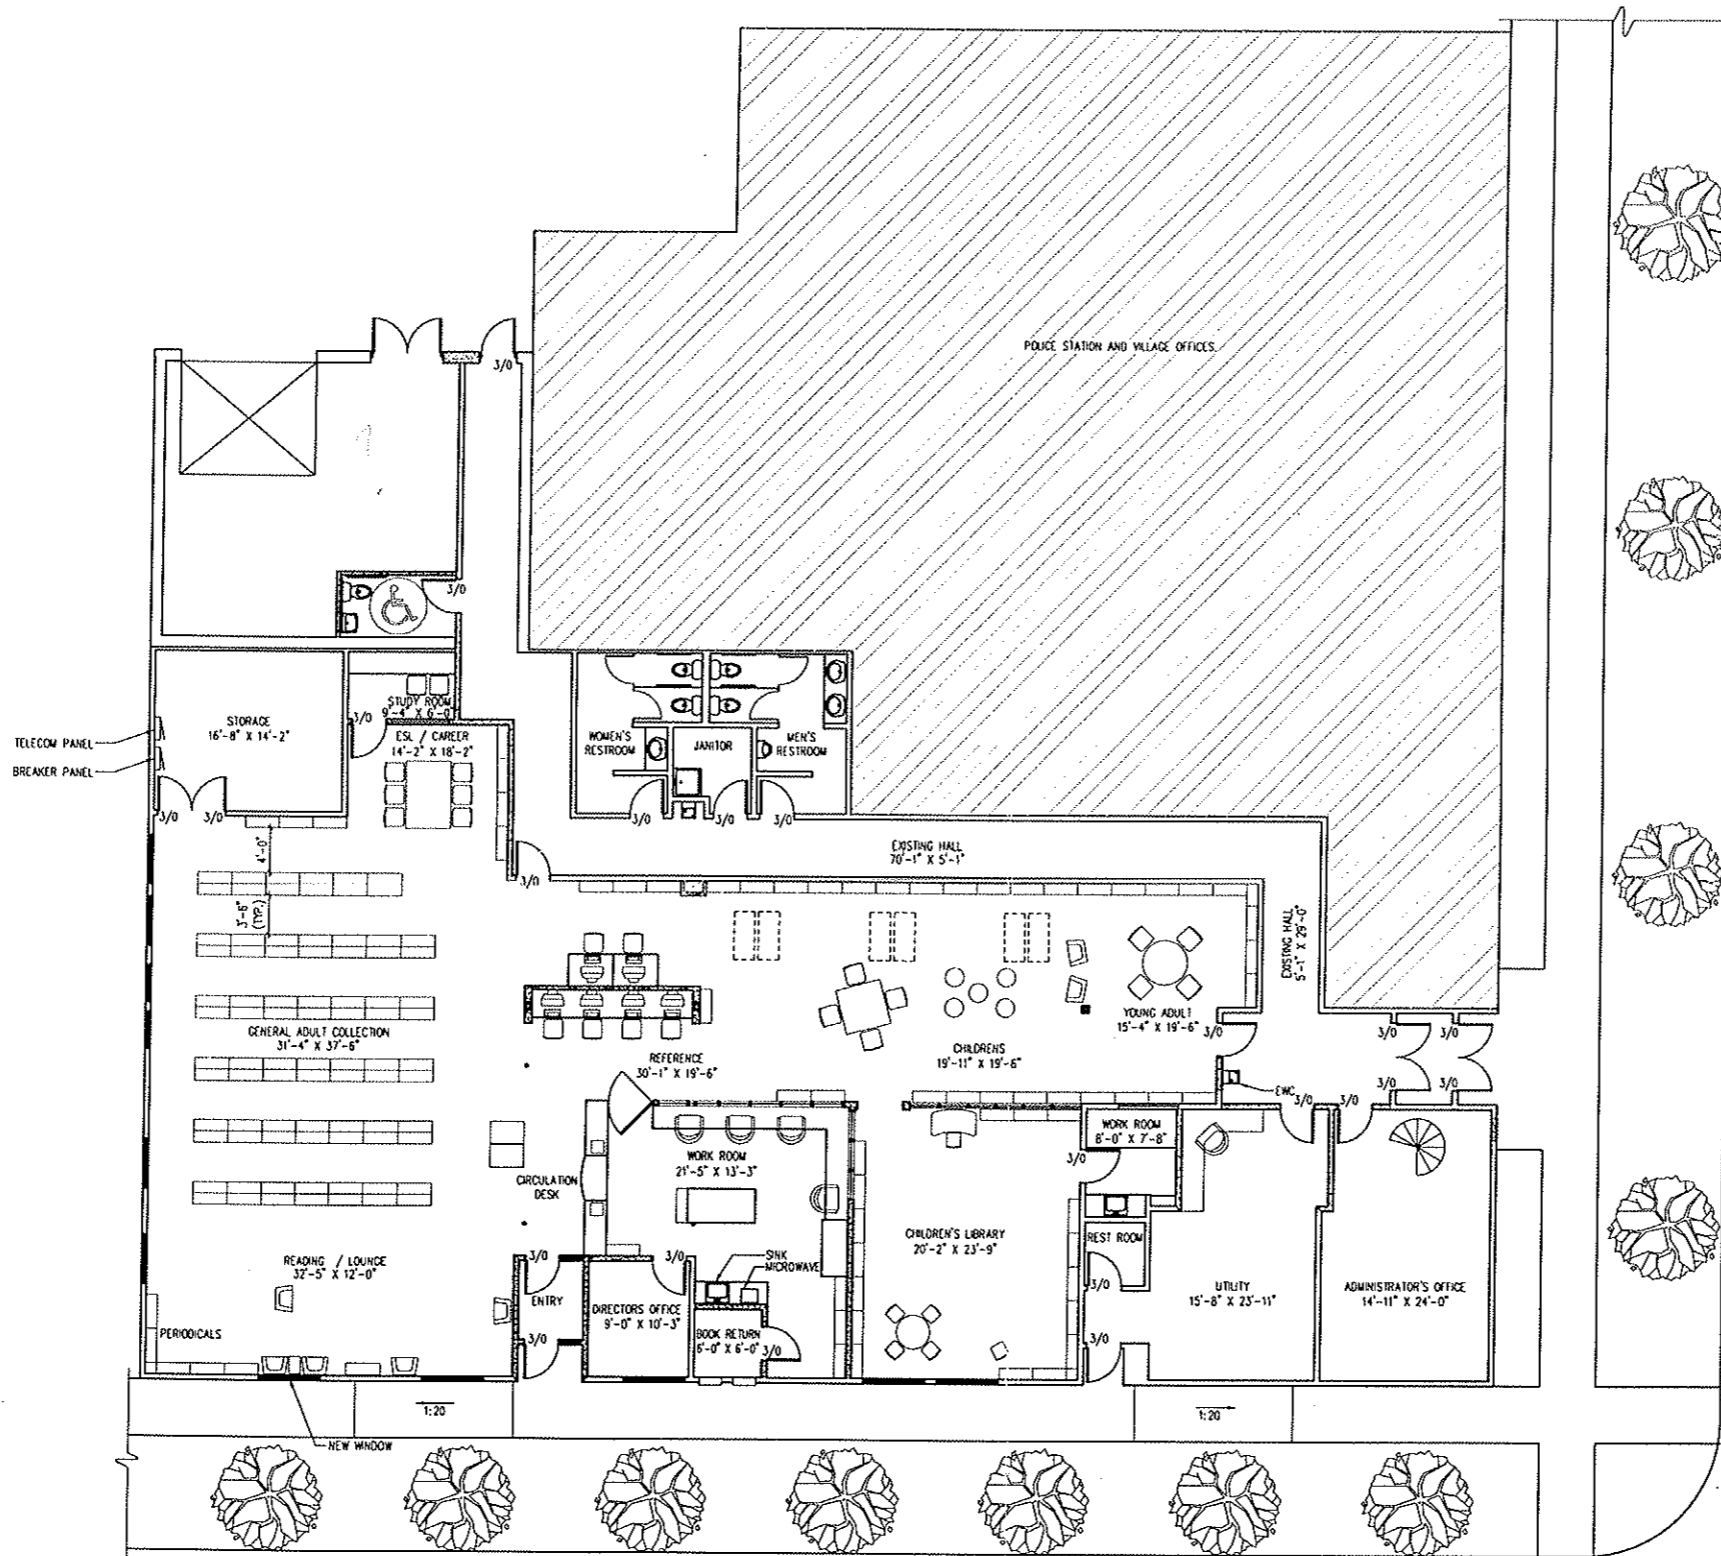 POLICE STATION AND VILLAGE OFFICES.
3/0
3/0
STUDY ROOM
9'-4" X 6'-0"
3/0
STORAGE
16'-8" X 14'-2"
ESL / CAREER
14'-2" X 18'-2"
TELECOM PANEL
BREAKER PANEL
WOMEN'S
RESTROOM
JANITOR
MEN'S
RESTROOM
3/0 3/0
3/0 3/0 3/0
4'-0"
EXISTING HALL
70'-1" X 5'-1"
3/0
3'-6"
(TYP.)
EXISTING HALL
5'-1" X 29'-0"
GENERAL ADULT COLLECTION
31'-4" X 37'-6"
YOUNG ADULT
15'-4" X 19'-6"
3/0
3/0 3/0
REFERENCE
30'-1" X 19'-6"
CHILDRENS
19'-11" X 19'-6"
3/0 3/0
EWC
3/0 3/0
WORK ROOM
8'-0" X 7'-8"
WORK ROOM
21'-5" X 13'-3"
3/0
CIRCULATION
DESK
CHILDREN'S LIBRARY
20'-2" X 23'-9"
REST ROOM
READING / LOUNGE
32'-5" X 12'-0"
3/0
3/0
SINK
MICROWAVE
3/0
ENTRY
DIRECTORS OFFICE
9'-0" X 10'-3"
UTILITY
15'-8" X 23'-11"
ADMINISTRATOR'S OFFICE
14'-11" X 24'-0"
PERIODICALS
3/0
BOOK RETURN
6'-0" X 6'-0"
3/0
3/0
1:20
1:20
NEW WINDOW